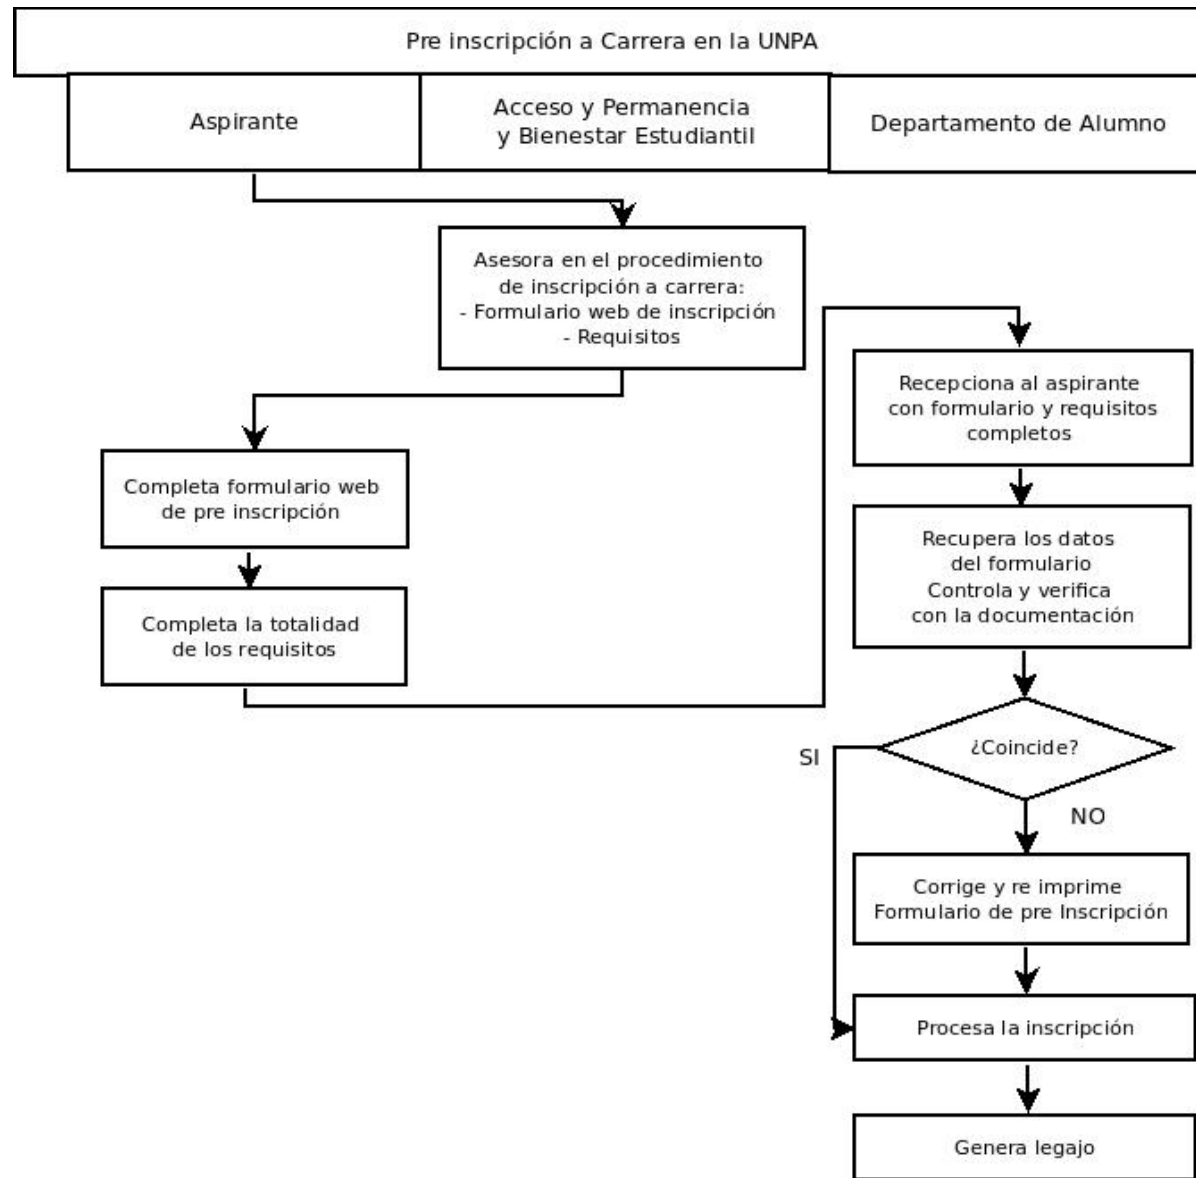 Pre inscripción a Carrera en la UNPA
Aspirante
Acceso y Permanencia
y Bienestar Estudiantil
Departamento de Alumno
Asesora en el procedimiento
de inscripción a carrera:
- Formulario web de inscripción
- Requisitos
Completa formulario web
de pre inscripción
Completa la totalidad
de los requisitos
Recepciona al aspirante
con formulario y requisitos
completos
Recupera los datos
del formulario
Controla y verifica
con la documentación
¿Coincide?
SI
NO
Corrige y re imprime
Formulario de pre Inscripción
Procesa la inscripción
Genera legajo